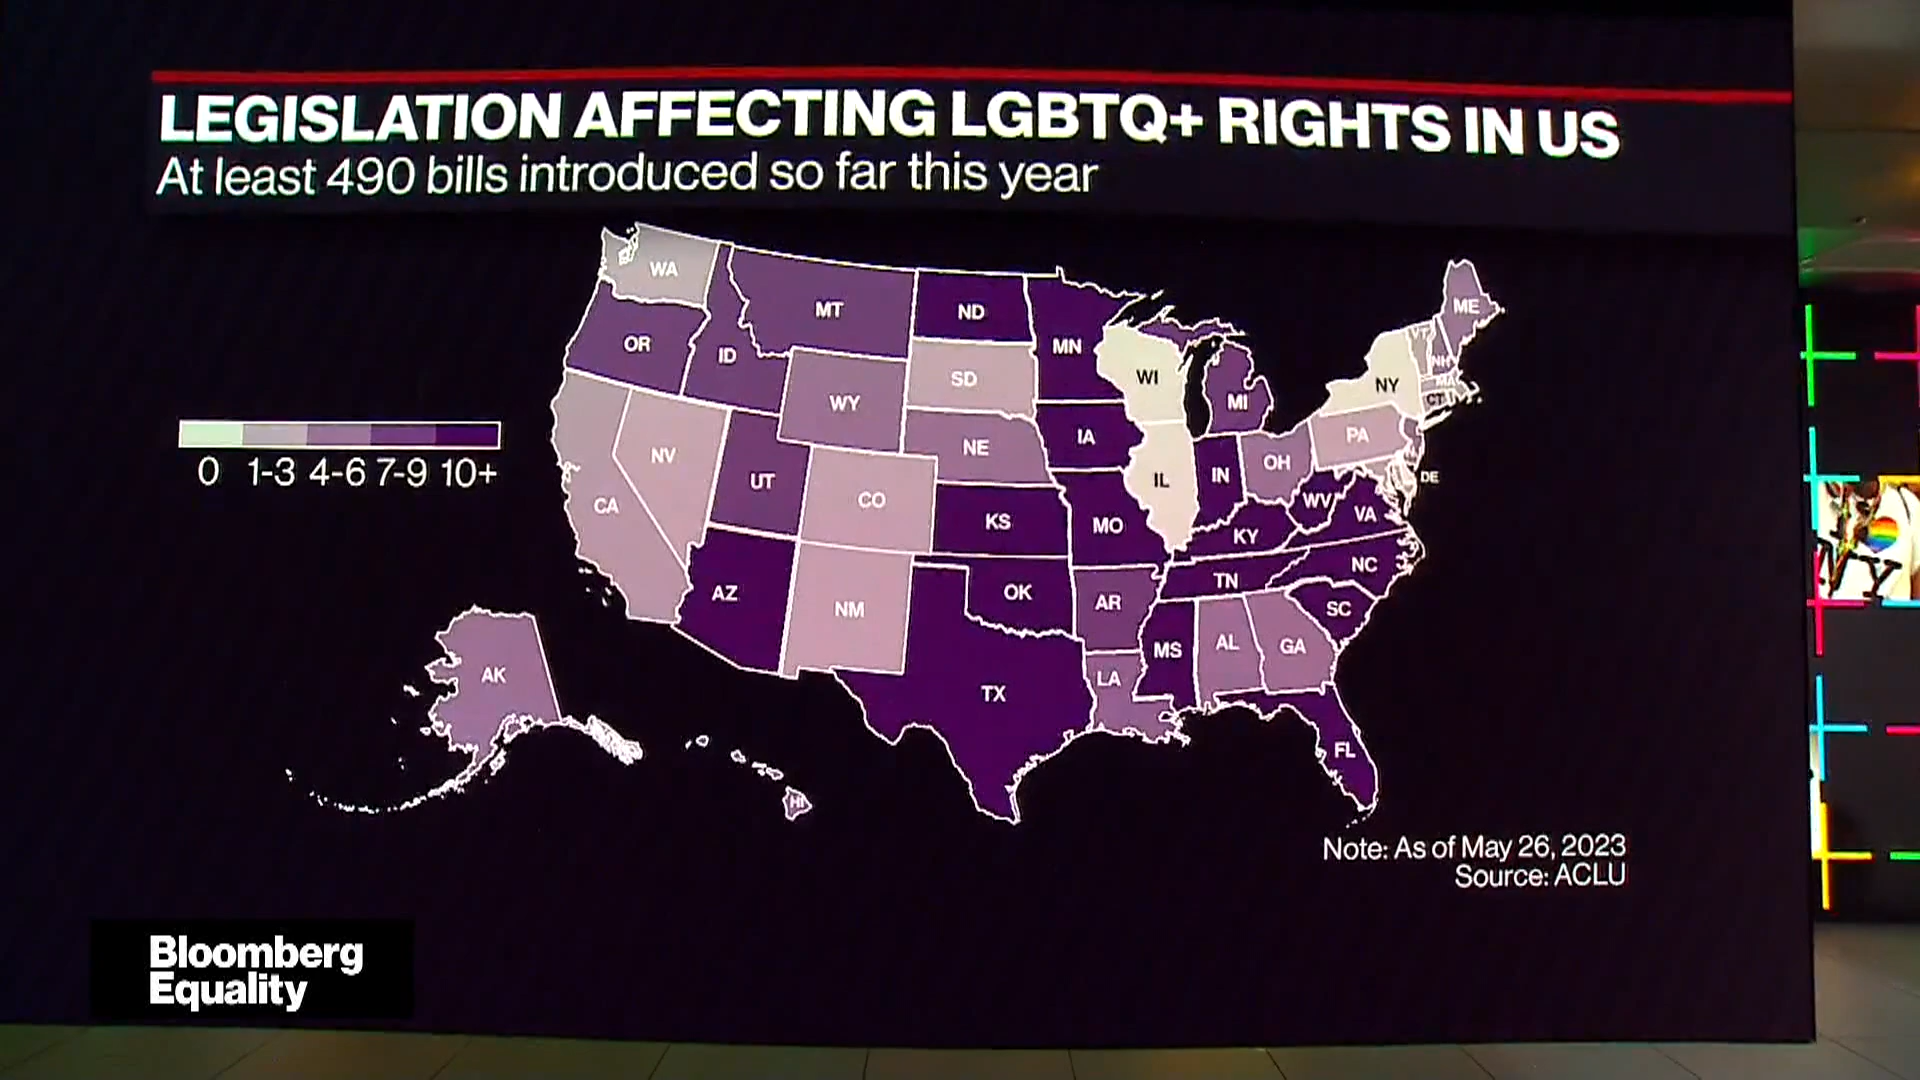 LEGISLATION AFFECTING LGBTQ+ RIGHTS IN US
At least 490 bills introduced so far this year
WA
MT
ND
ME
OR
ID
MN
VT
NH
WI
SD
NY
MA
WY
MI
CT
IA
PA
NE
NV
OH
UT
IN
IL
DE
CO
CA
WV
VA
KS
MO
KY
NC
TN
AZ
OK
AR
SC
NM
MS
AL
GA
LA
AK
TX
FL
HI
0 1-3 4-6 7-9 10+
Note: As of May 26, 2023
Source: ACLU
Bloomberg
Equality